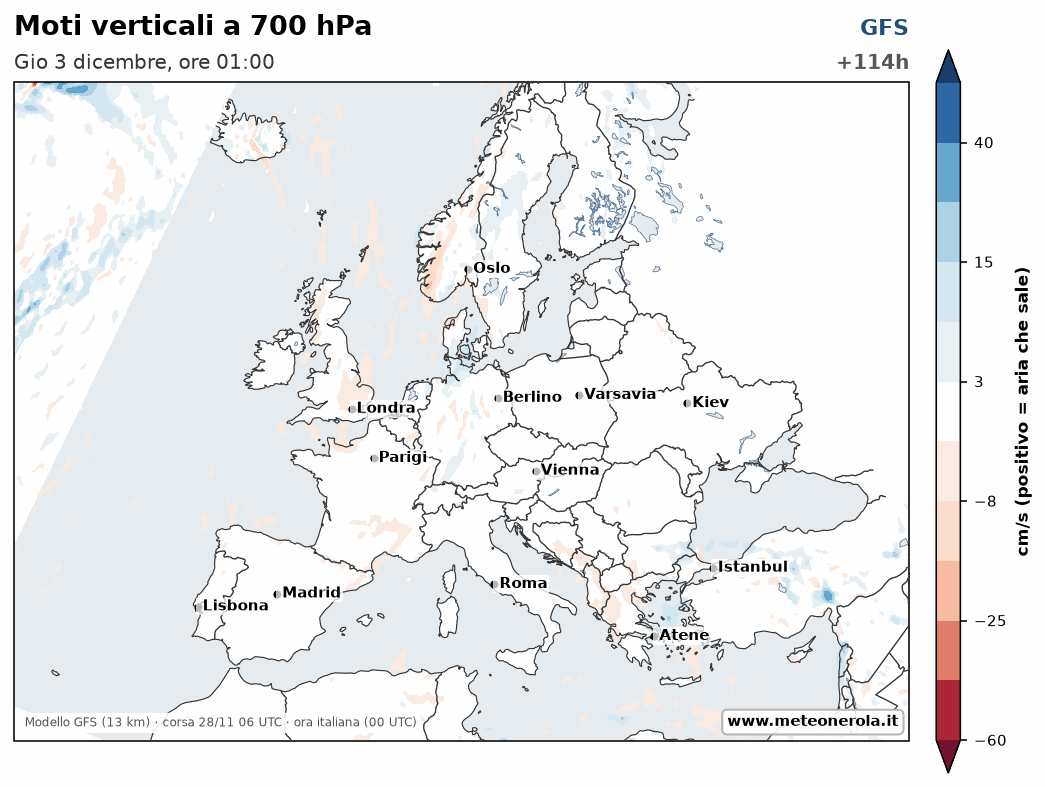 Moti verticali a 700 hPa
GFS
Gio 3 dicembre, ore 01:00
+114h
Oslo
Londra
Berlino
Varsavia
Kiev
Parigi
Vienna
Istanbul
Roma
Madrid
Lisbona
Atene
Modello GFS (13 km) · corsa 28/11 06 UTC · ora italiana (00 UTC)
www.meteonerola.it
40
15
3
−8
−25
−60
cm/s (positivo = aria che sale)